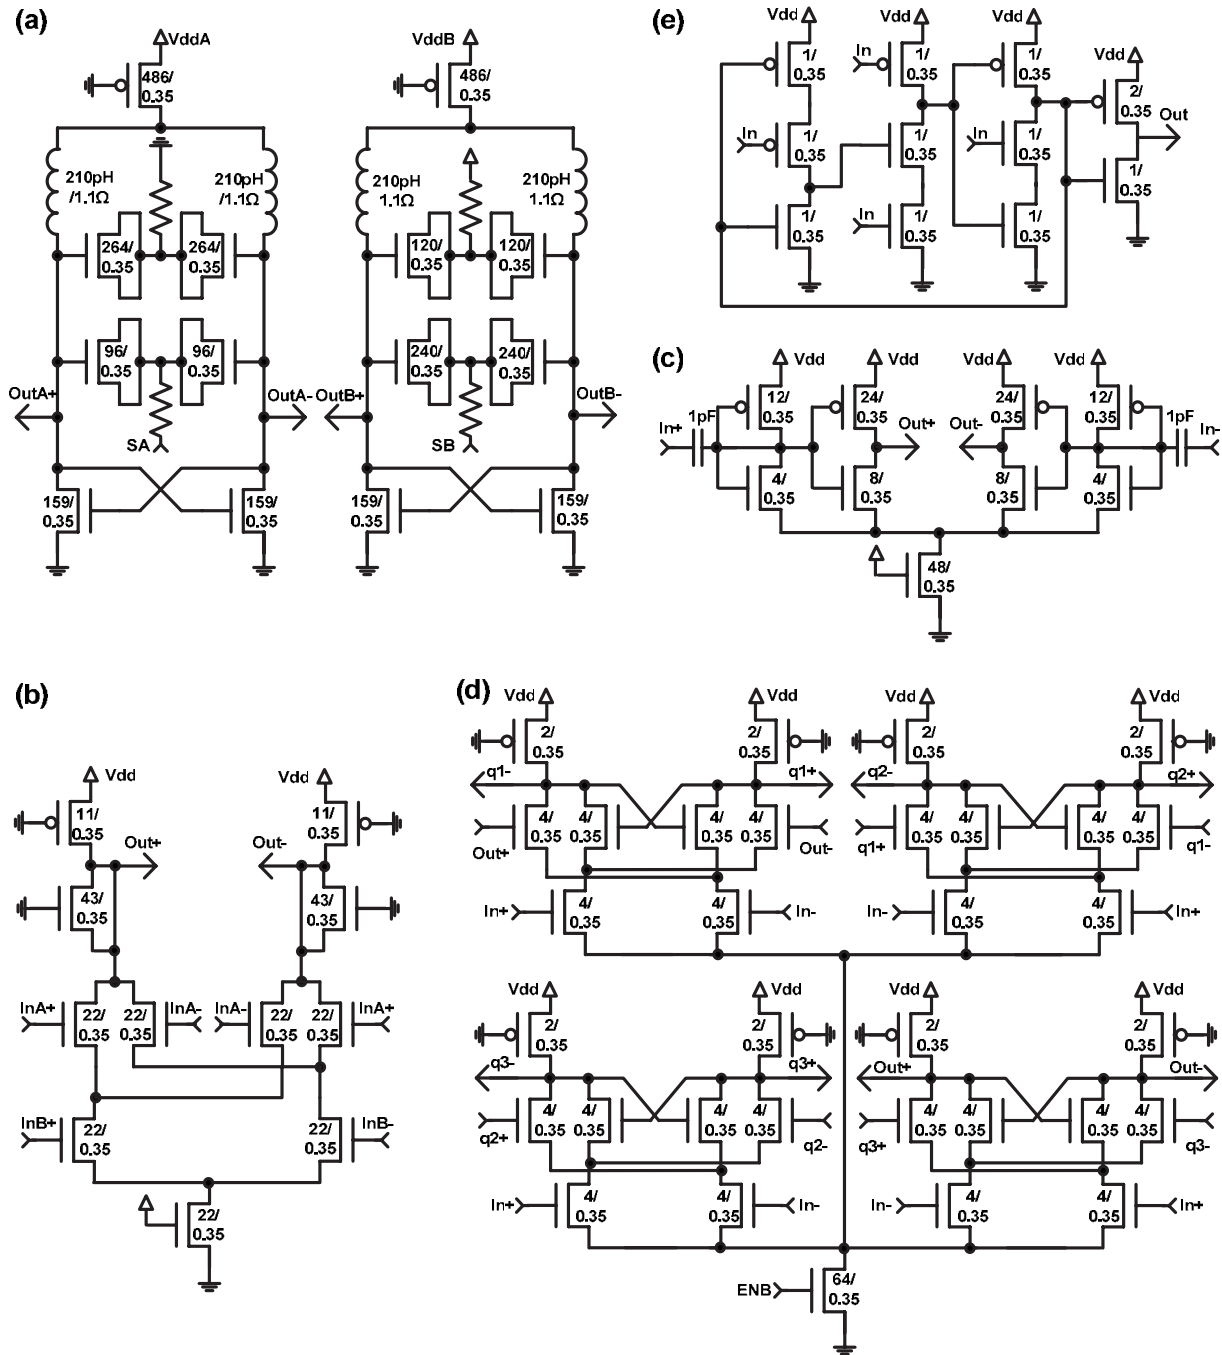 (a)
VddA
486/
0.35
210pH
/1.1Ω
210pH
/1.1Ω
264/
0.35
264/
0.35
96/
0.35
96/
0.35
OutA+
OutA-
SA
159/
0.35
159/
0.35
VddB
486/
0.35
210pH
1.1Ω
210pH
1.1Ω
120/
0.35
120/
0.35
240/
0.35
240/
0.35
OutB+
OutB-
SB
159/
0.35
159/
0.35
(e)
Vdd
Vdd
Vdd
Vdd
1/
0.35
In
1/
0.35
1/
0.35
In
1/
0.35
1/
0.35
In
1/
0.35
1/
0.35
In
1/
0.35
1/
0.35
2/
0.35
Out
1/
0.35
(c)
Vdd
Vdd
Vdd
Vdd
In+
1pF
12/
0.35
24/
0.35
Out+
Out-
24/
0.35
12/
0.35
1pF
In-
4/
0.35
8/
0.35
8/
0.35
4/
0.35
48/
0.35
(b)
Vdd
Vdd
11/
0.35
11/
0.35
Out+
Out-
43/
0.35
43/
0.35
InA+
22/
0.35
22/
0.35
InA-
InA-
22/
0.35
22/
0.35
InA+
InB+
22/
0.35
22/
0.35
InB-
22/
0.35
(d)
Vdd
Vdd
2/
0.35
2/
0.35
q1-
q1+
4/
0.35
4/
0.35
4/
0.35
4/
0.35
Out+
Out-
In+
4/
0.35
4/
0.35
In-
Vdd
Vdd
2/
0.35
2/
0.35
q2-
q2+
4/
0.35
4/
0.35
4/
0.35
4/
0.35
q1+
q1-
In-
4/
0.35
4/
0.35
In+
Vdd
Vdd
2/
0.35
2/
0.35
q3-
q3+
4/
0.35
4/
0.35
4/
0.35
4/
0.35
q2+
q2-
In+
4/
0.35
4/
0.35
In-
Vdd
Vdd
2/
0.35
2/
0.35
Out+
Out-
4/
0.35
4/
0.35
4/
0.35
4/
0.35
q3+
q3-
In-
4/
0.35
4/
0.35
In+
ENB
64/
0.35